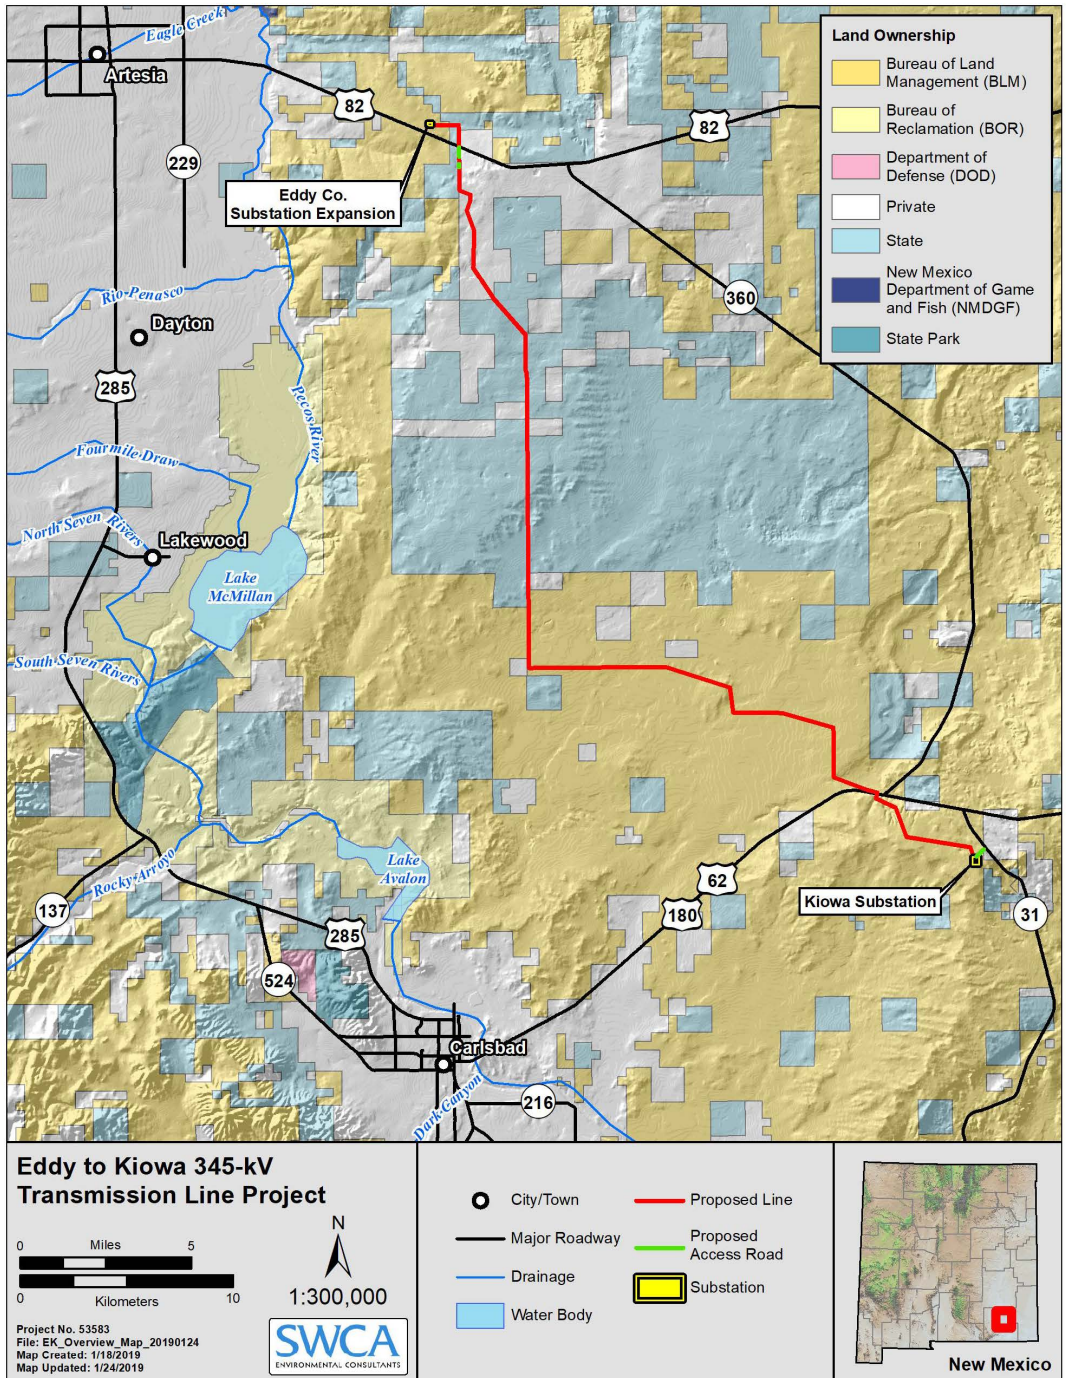 Eagle Creek
Artesia
82
82
229
Eddy Co.
Substation Expansion
Land Ownership
Bureau of Land
Management (BLM)
Bureau of
Reclamation (BOR)
Department of
Defense (DOD)
Private
State
New Mexico
Department of Game
and Fish (NMDGF)
State Park
Rio Penasco
Dayton
360
285
Pecos River
Fourmile Draw
North Seven Rivers
Lakewood
Lake
McMillan
South Seven Rivers
Rocky Arroyo
Lake
Avalon
62
180
Kiowa Substation
31
137
285
524
Carlsbad
Dark Canyon
216
Eddy to Kiowa 345-kV
Transmission Line Project
0 Miles 5
0 Kilometers 10
N
1:300,000
Project No. 53583
File: EK_Overview_Map_20190124
Map Created: 1/18/2019
Map Updated: 1/24/2019
SWCA
ENVIRONMENTAL CONSULTANTS
City/Town
Major Roadway
Drainage
Water Body
Proposed Line
Proposed
Access Road
Substation
New Mexico